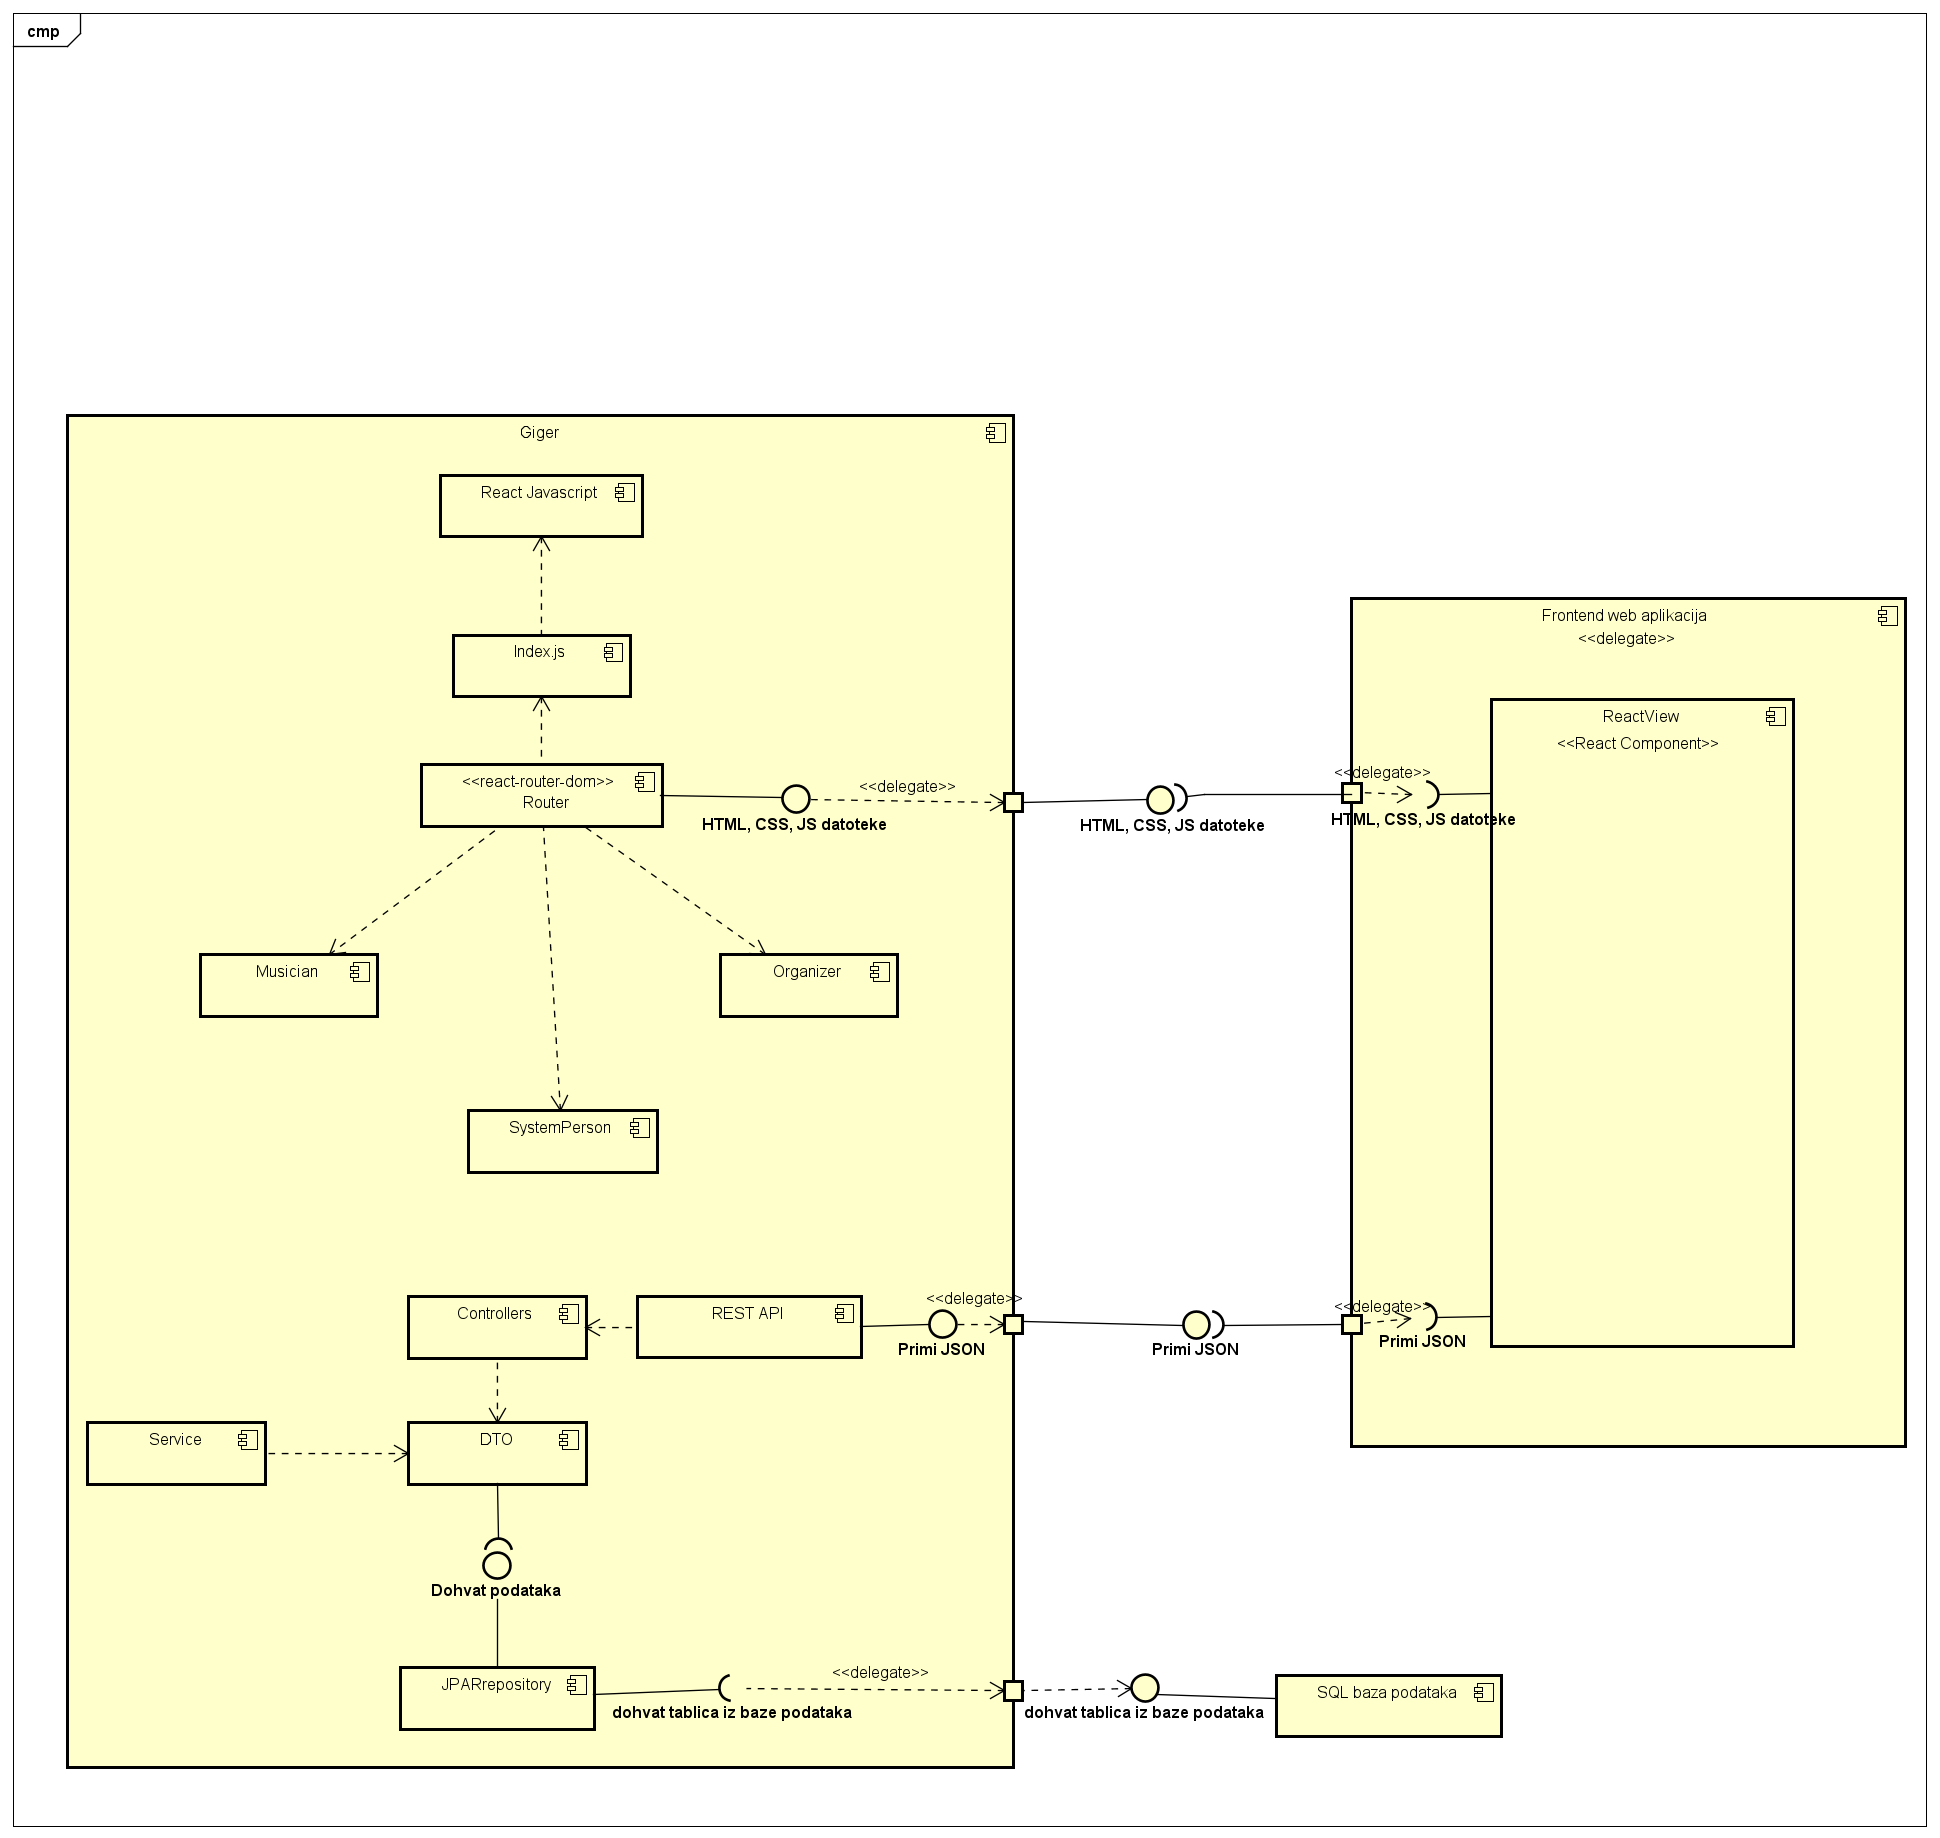 cmp
Giger
React Javascript
Index.js
<<react-router-dom>>
Router
<<delegate>>
HTML, CSS, JS datoteke
HTML, CSS, JS datoteke
Frontend web aplikacija
<<delegate>>
ReactView
<<React Component>>
<<delegate>>
HTML, CSS, JS datoteke
Musician
Organizer
SystemPerson
Controllers
REST API
<<delegate>>
Primi JSON
Primi JSON
<<delegate>>
Primi JSON
Service
DTO
Dohvat podataka
JPARrepository
<<delegate>>
dohvat tablica iz baze podataka
dohvat tablica iz baze podataka
SQL baza podataka